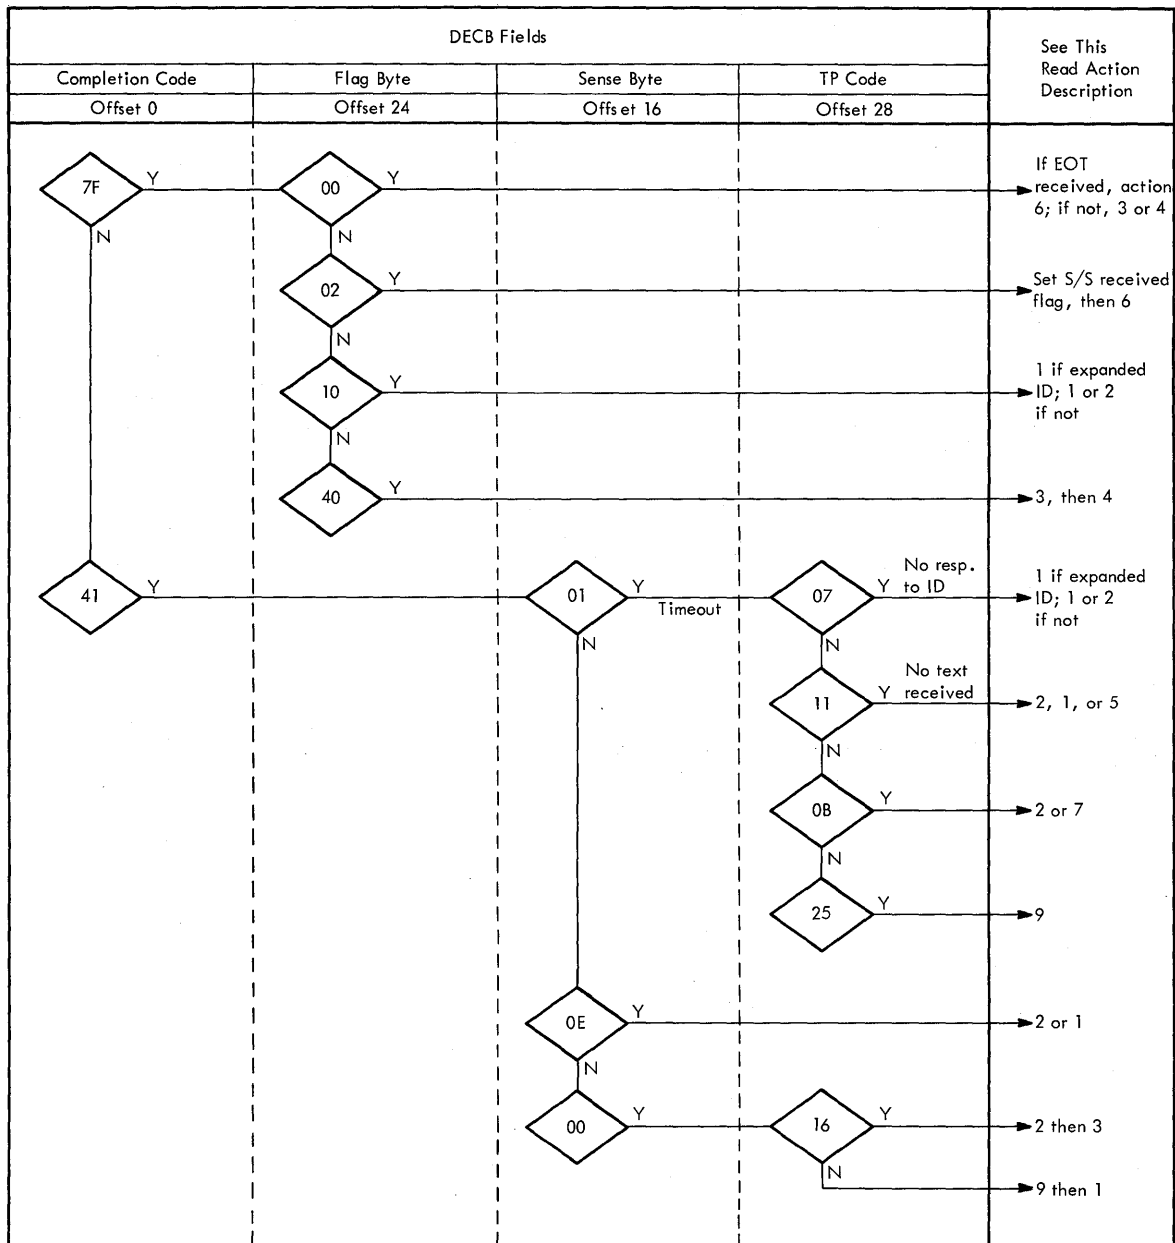 DECB Fields
See This
Read Action
Description
Completion Code
Flag Byte
Sense Byte
TP Code
Offset 0
Offset 24
Offset 16
Offset 28
7F
Y
N
00
Y
N
If EOT
received, action
6; if not, 3 or 4
02
Y
N
Set S/S received
flag, then 6
10
Y
N
1 if expanded
ID; 1 or 2
if not
40
Y
3, then 4
41
Y
01
Y
Timeout
N
07
Y
No resp.
to ID
N
1 if expanded
ID; 1 or 2
if not
11
Y
No text
received
N
2, 1, or 5
0B
Y
N
2 or 7
25
Y
9
0E
Y
N
2 or 1
00
Y
16
Y
N
2 then 3
9 then 1